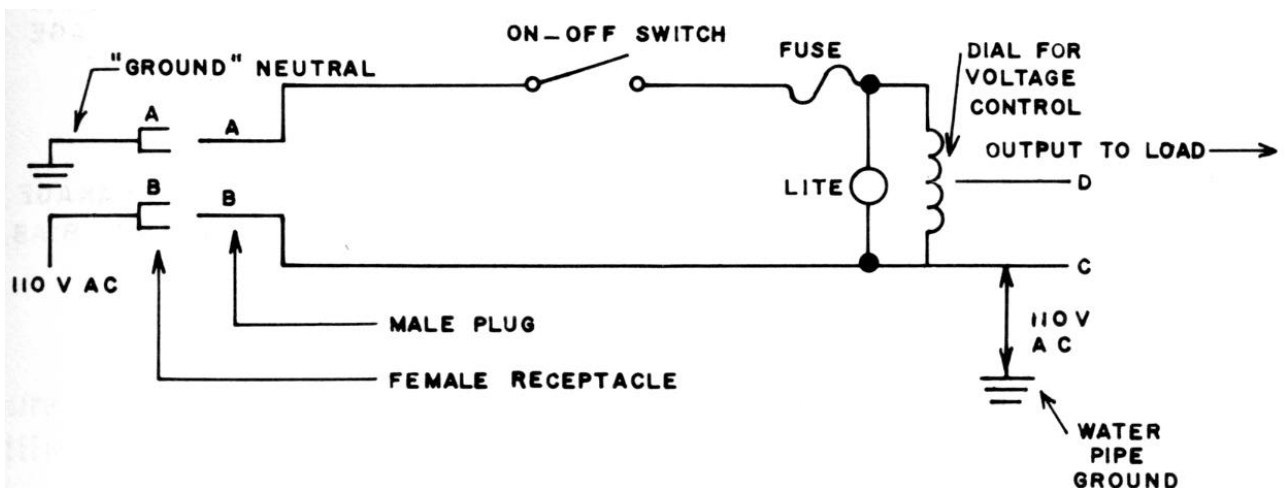 ON-OFF SWITCH
FUSE
DIAL FOR
VOLTAGE
CONTROL
"GROUND" NEUTRAL
A
A
OUTPUT TO LOAD
LITE
D
B
B
C
110 V AC
110 V
A C
MALE PLUG
FEMALE RECEPTACLE
WATER
PIPE
GROUND